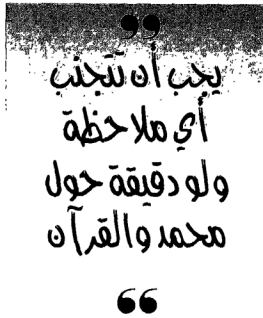 ”
يجب أن نتجنب
أي ملاحظة
ولو دقيقة حول
محمد والقرآن
“